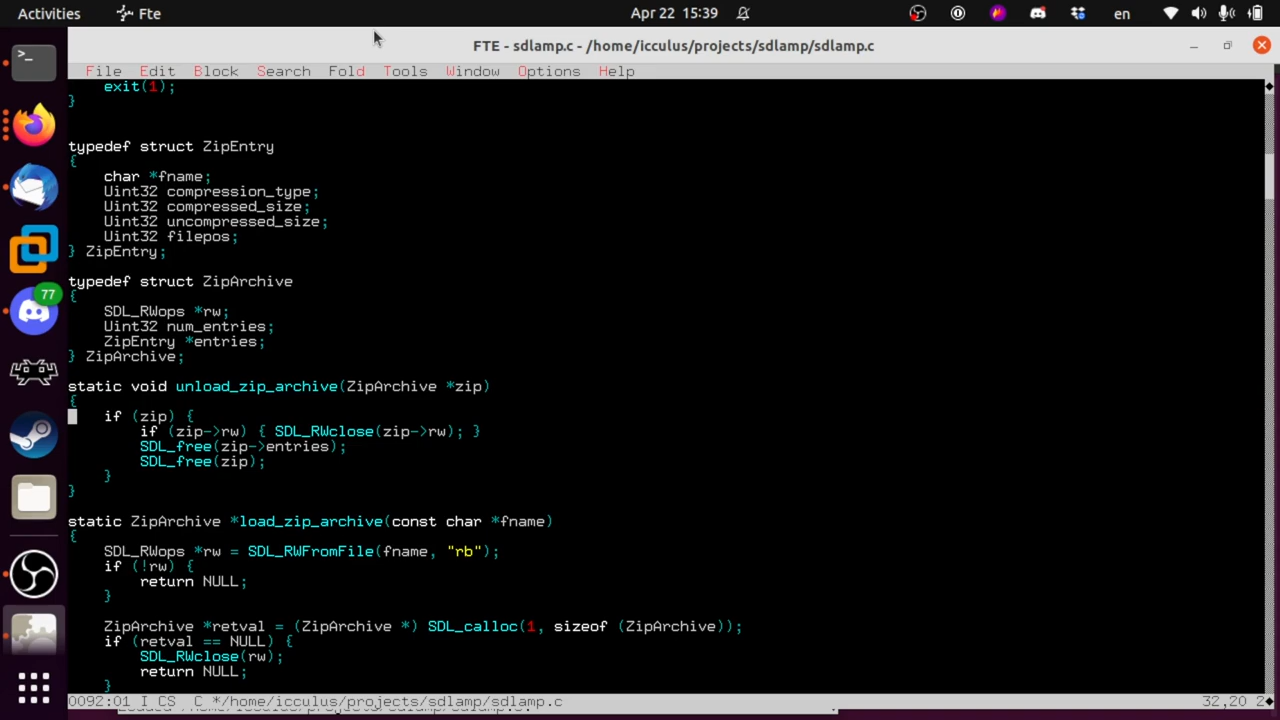 Activities Fte Apr 22 15:39 en
FTE - sdlamp.c - /home/icculus/projects/sdlamp/sdlamp.c
File Edit Block Search Fold Tools Window Options Help
exit(1);
}
typedef struct ZipEntry
{
char *fname;
Uint32 compression_type;
Uint32 compressed_size;
Uint32 uncompressed_size;
Uint32 filepos;
} ZipEntry;
typedef struct ZipArchive
{
SDL_RWops *rw;
Uint32 num_entries;
ZipEntry *entries;
} ZipArchive;
static void unload_zip_archive(ZipArchive *zip)
{
if (zip) {
if (zip->rw) { SDL_RWclose(zip->rw); }
SDL_free(zip->entries);
SDL_free(zip);
}
}
static ZipArchive *load_zip_archive(const char *fname)
{
SDL_RWops *rw = SDL_RWFromFile(fname, "rb");
if (!rw) {
return NULL;
}
ZipArchive *retval = (ZipArchive *) SDL_calloc(1, sizeof (ZipArchive));
if (retval == NULL) {
SDL_RWclose(rw);
return NULL;
}
0092:01 I CS C */home/icculus/projects/sdlamp/sdlamp.c 32,20 2
77